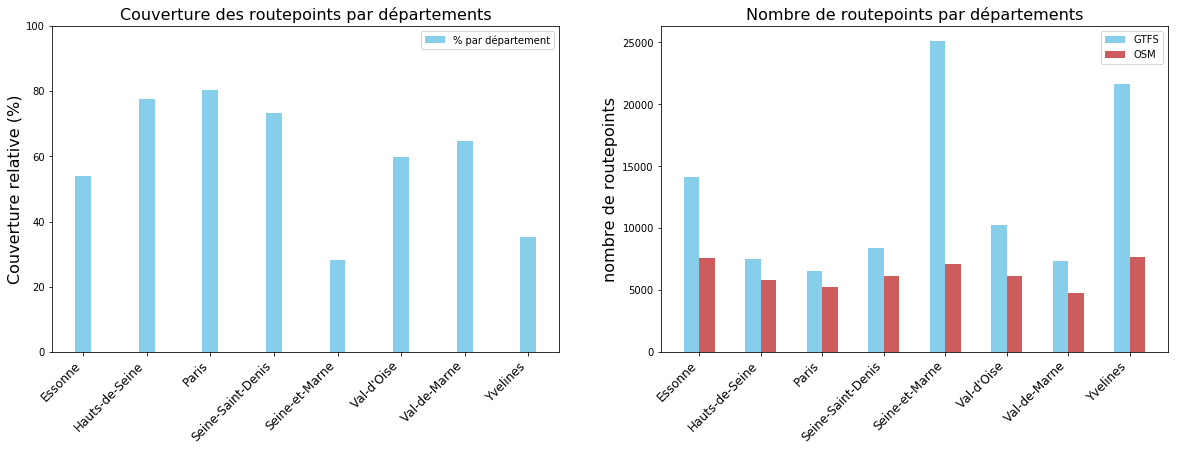 Couverture des routepoints par départements
% par département
Couverture relative (%)
100
80
60
40
20
0
Essonne
Hauts-de-Seine
Paris
Seine-Saint-Denis
Seine-et-Marne
Val-d'Oise
Val-de-Marne
Yvelines
Nombre de routepoints par départements
GTFS
OSM
nombre de routepoints
25000
20000
15000
10000
5000
0
Essonne
Hauts-de-Seine
Paris
Seine-Saint-Denis
Seine-et-Marne
Val-d'Oise
Val-de-Marne
Yvelines